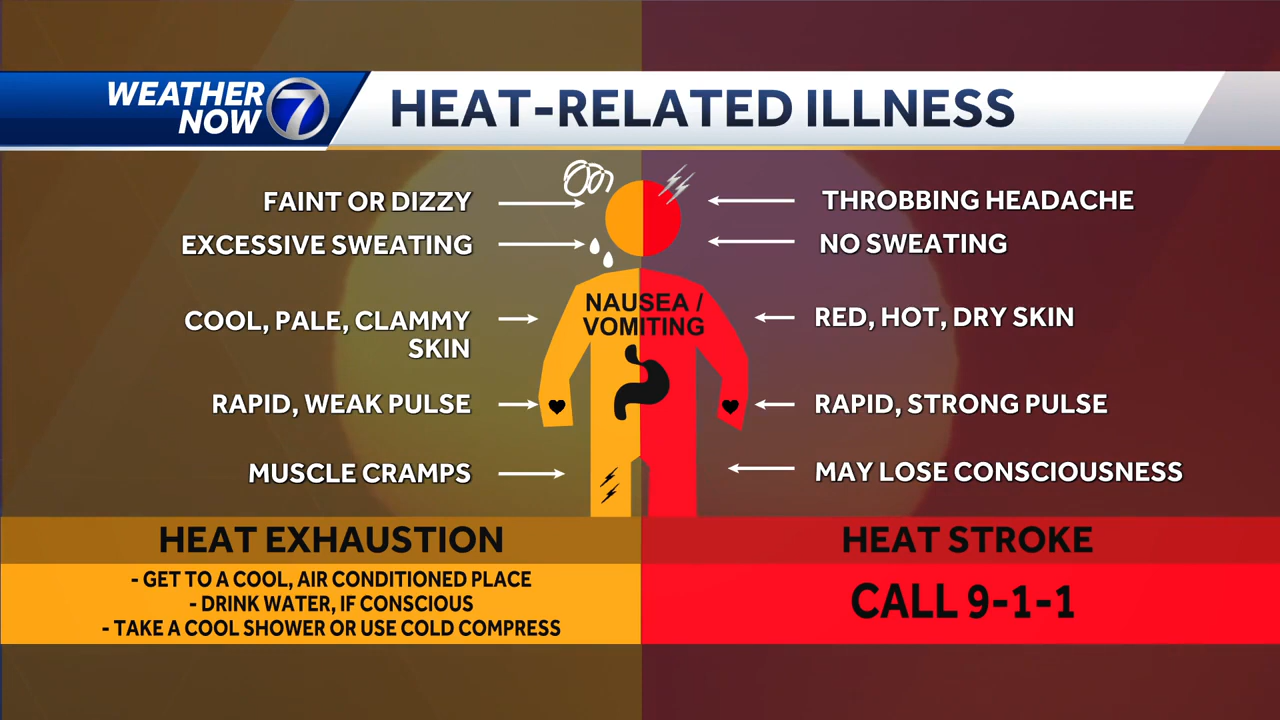 WEATHER
NOW 7
HEAT-RELATED ILLNESS
FAINT OR DIZZY
EXCESSIVE SWEATING
COOL, PALE, CLAMMY
SKIN
RAPID, WEAK PULSE
MUSCLE CRAMPS
NAUSEA /
VOMITING
THROBBING HEADACHE
NO SWEATING
RED, HOT, DRY SKIN
RAPID, STRONG PULSE
MAY LOSE CONSCIOUSNESS
HEAT EXHAUSTION
- GET TO A COOL, AIR CONDITIONED PLACE
- DRINK WATER, IF CONSCIOUS
- TAKE A COOL SHOWER OR USE COLD COMPRESS
HEAT STROKE
CALL 9-1-1